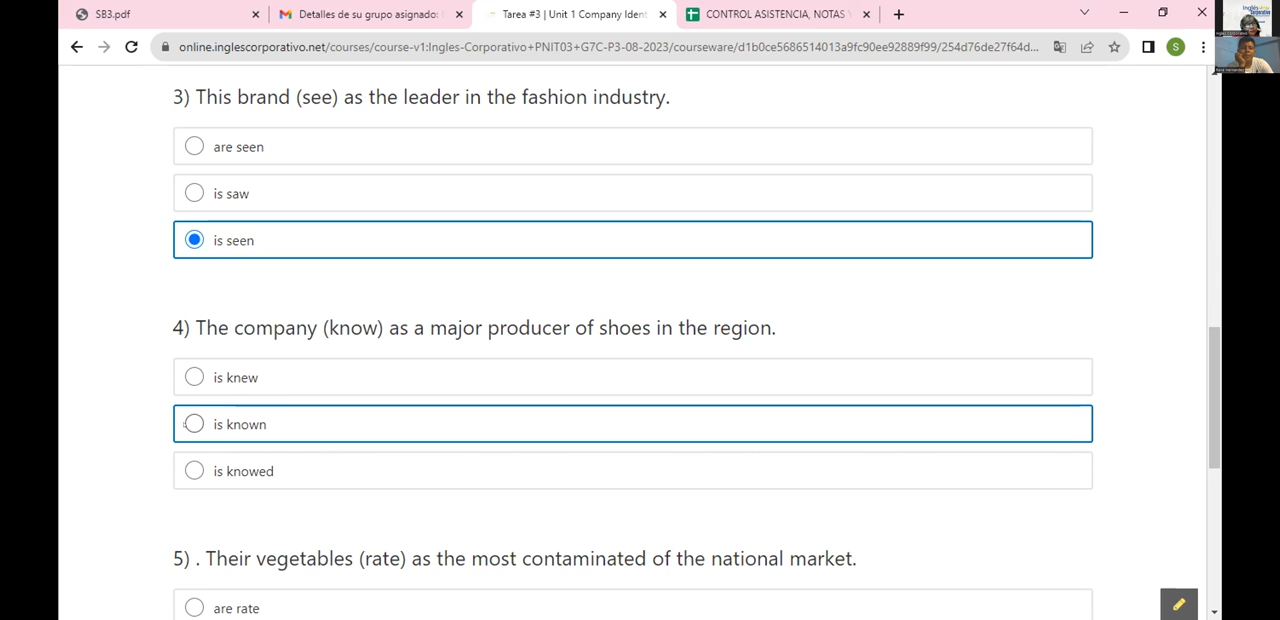 SB3.pdf
Detalles de su grupo asignado:
Tarea #3 | Unit 1 Company Ident
CONTROL ASISTENCIA, NOTAS Y
online.inglescorporativo.net/courses/course-v1:Ingles-Corporativo+PNIT03+G7C-P3-08-2023/courseware/d1b0ce5686514013a9fc90ee92889f99/254d76de27f64d...
S
3) This brand (see) as the leader in the fashion industry.
are seen
is saw
is seen
4) The company (know) as a major producer of shoes in the region.
is knew
is known
is knowed
5) . Their vegetables (rate) as the most contaminated of the national market.
are rate